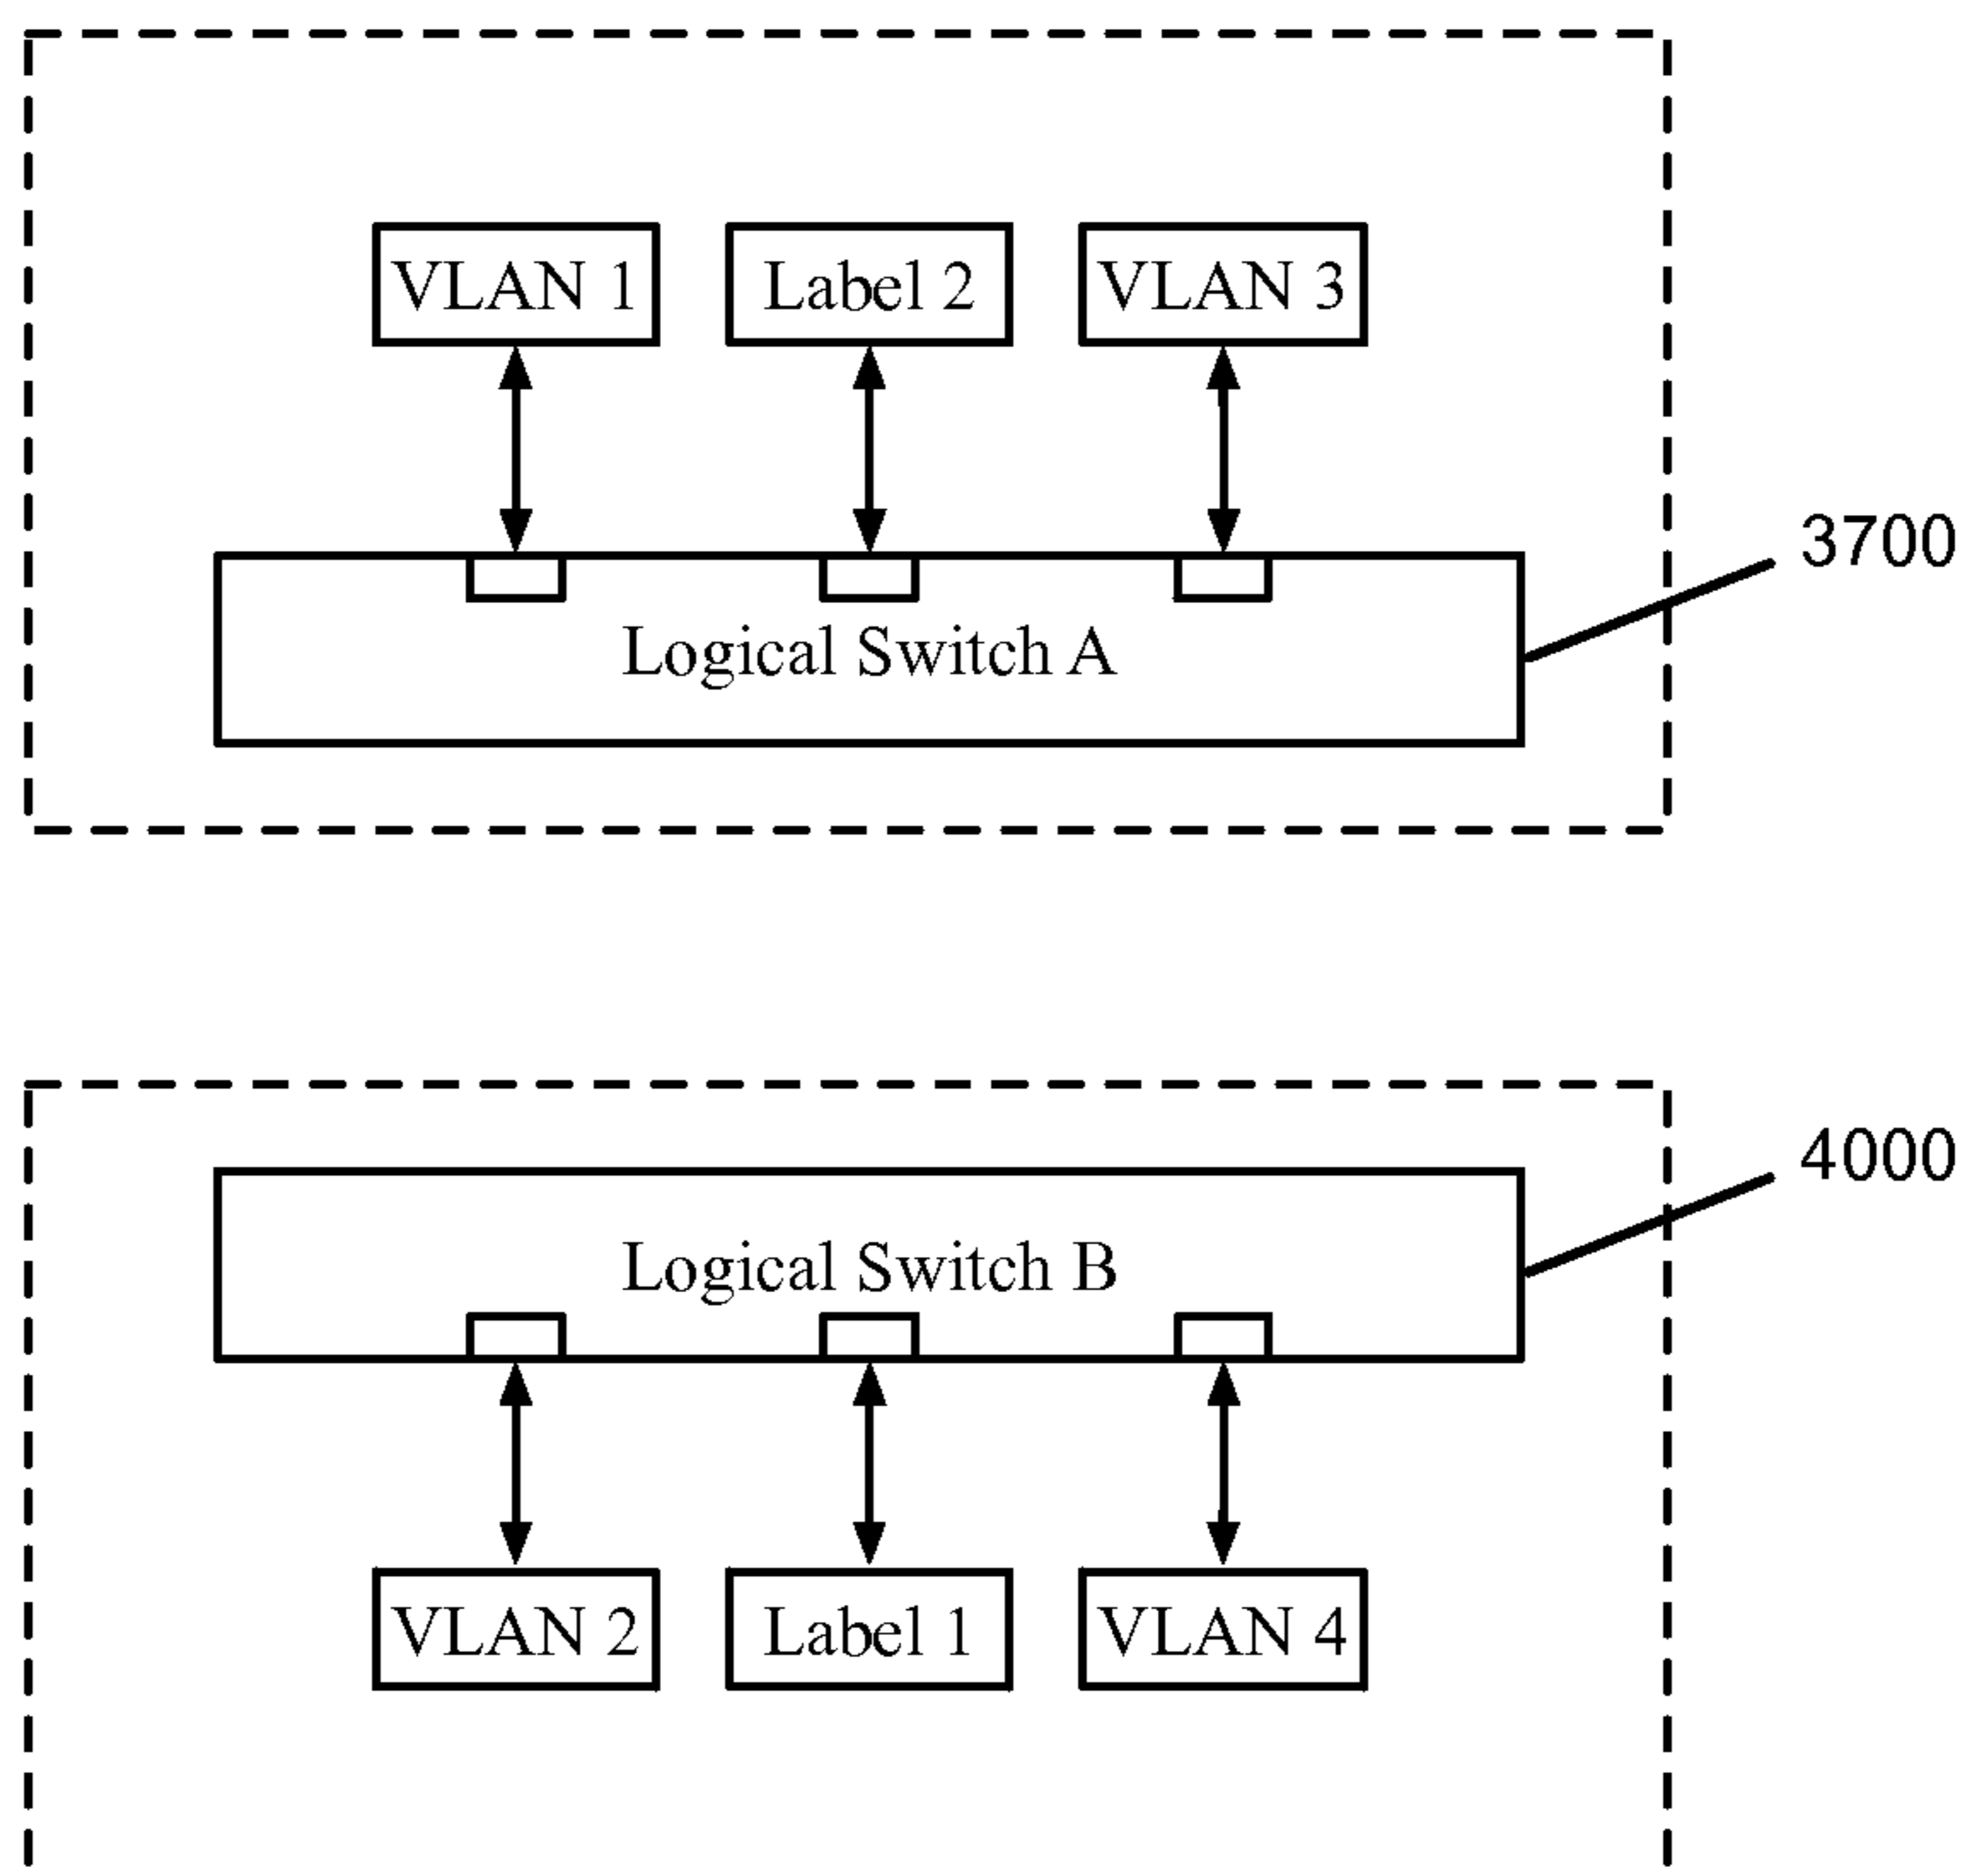 VLAN 1
Label 2
VLAN 3
3700
Logical Switch A
4000
Logical Switch B
VLAN 2
Label 1
VLAN 4